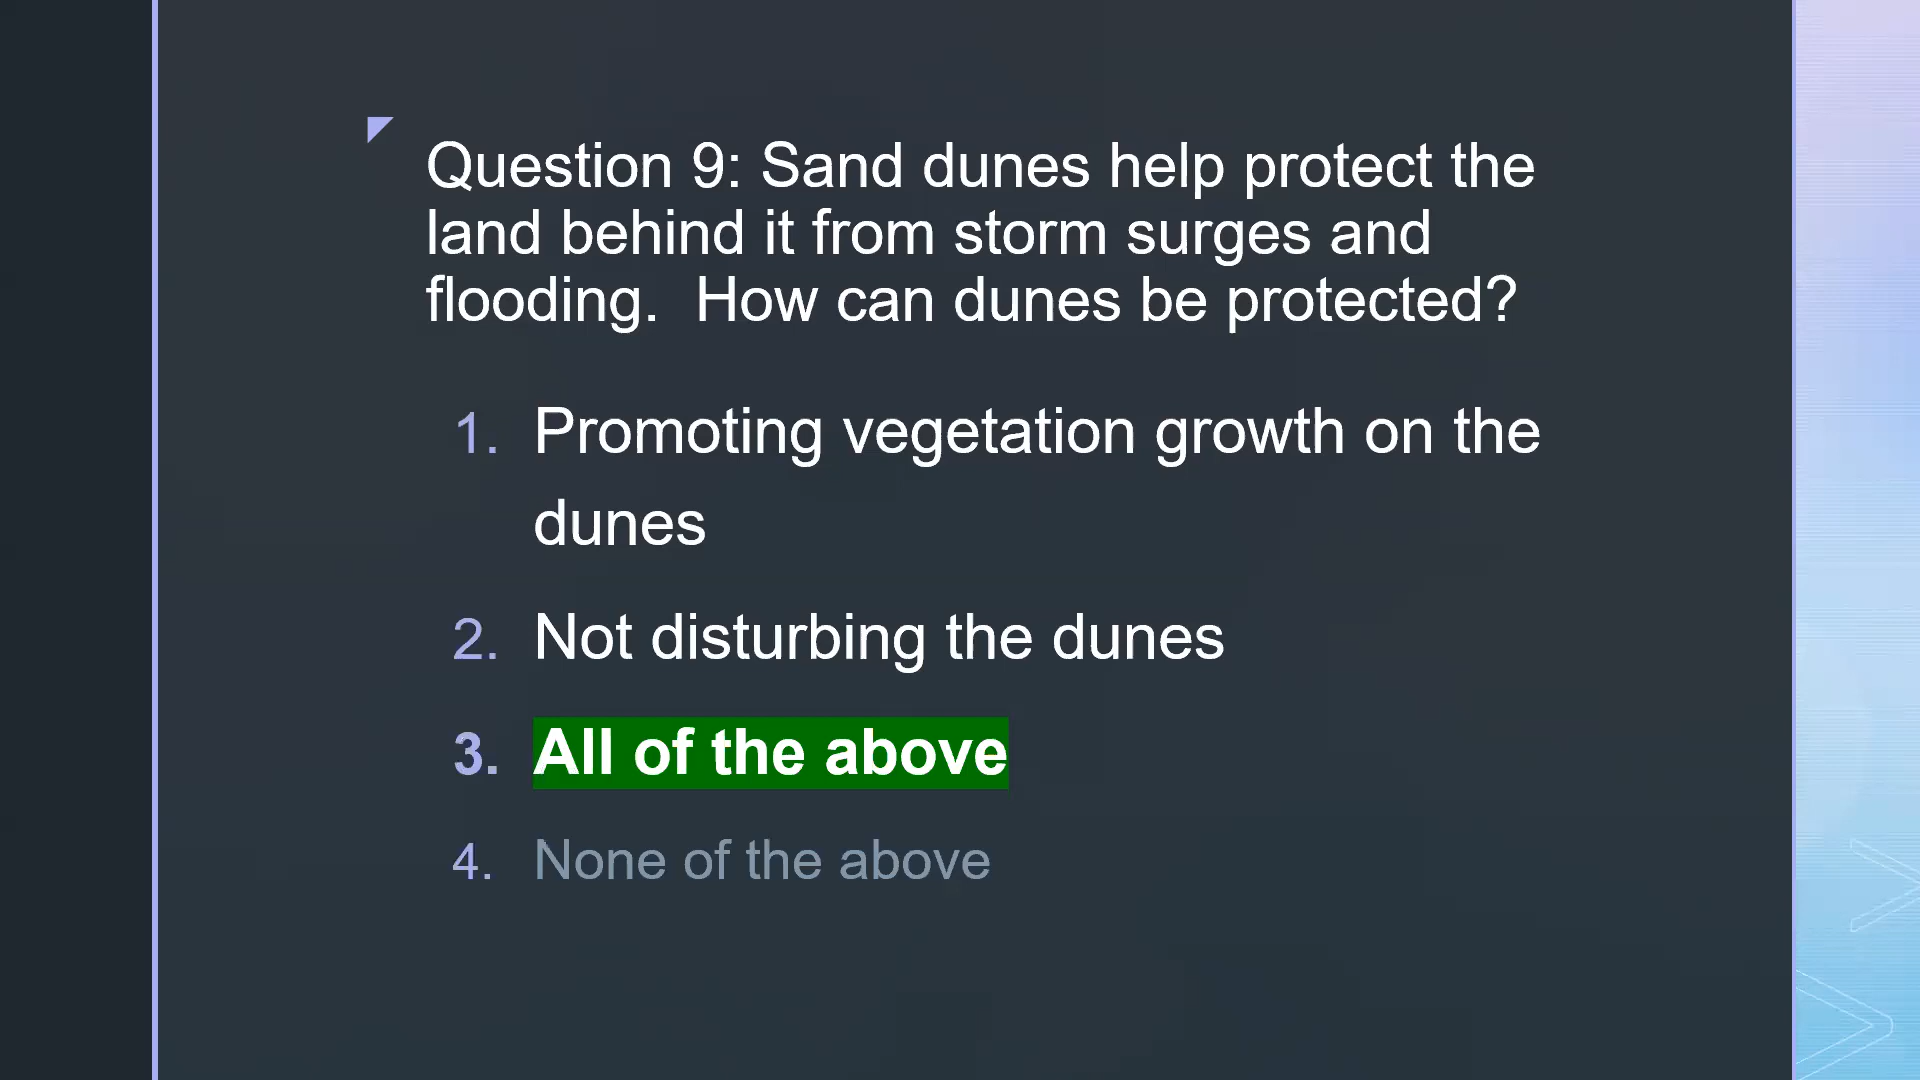 Question 9: Sand dunes help protect the
land behind it from storm surges and
flooding.  How can dunes be protected?
1. Promoting vegetation growth on the
dunes
2. Not disturbing the dunes
3. All of the above
4. None of the above